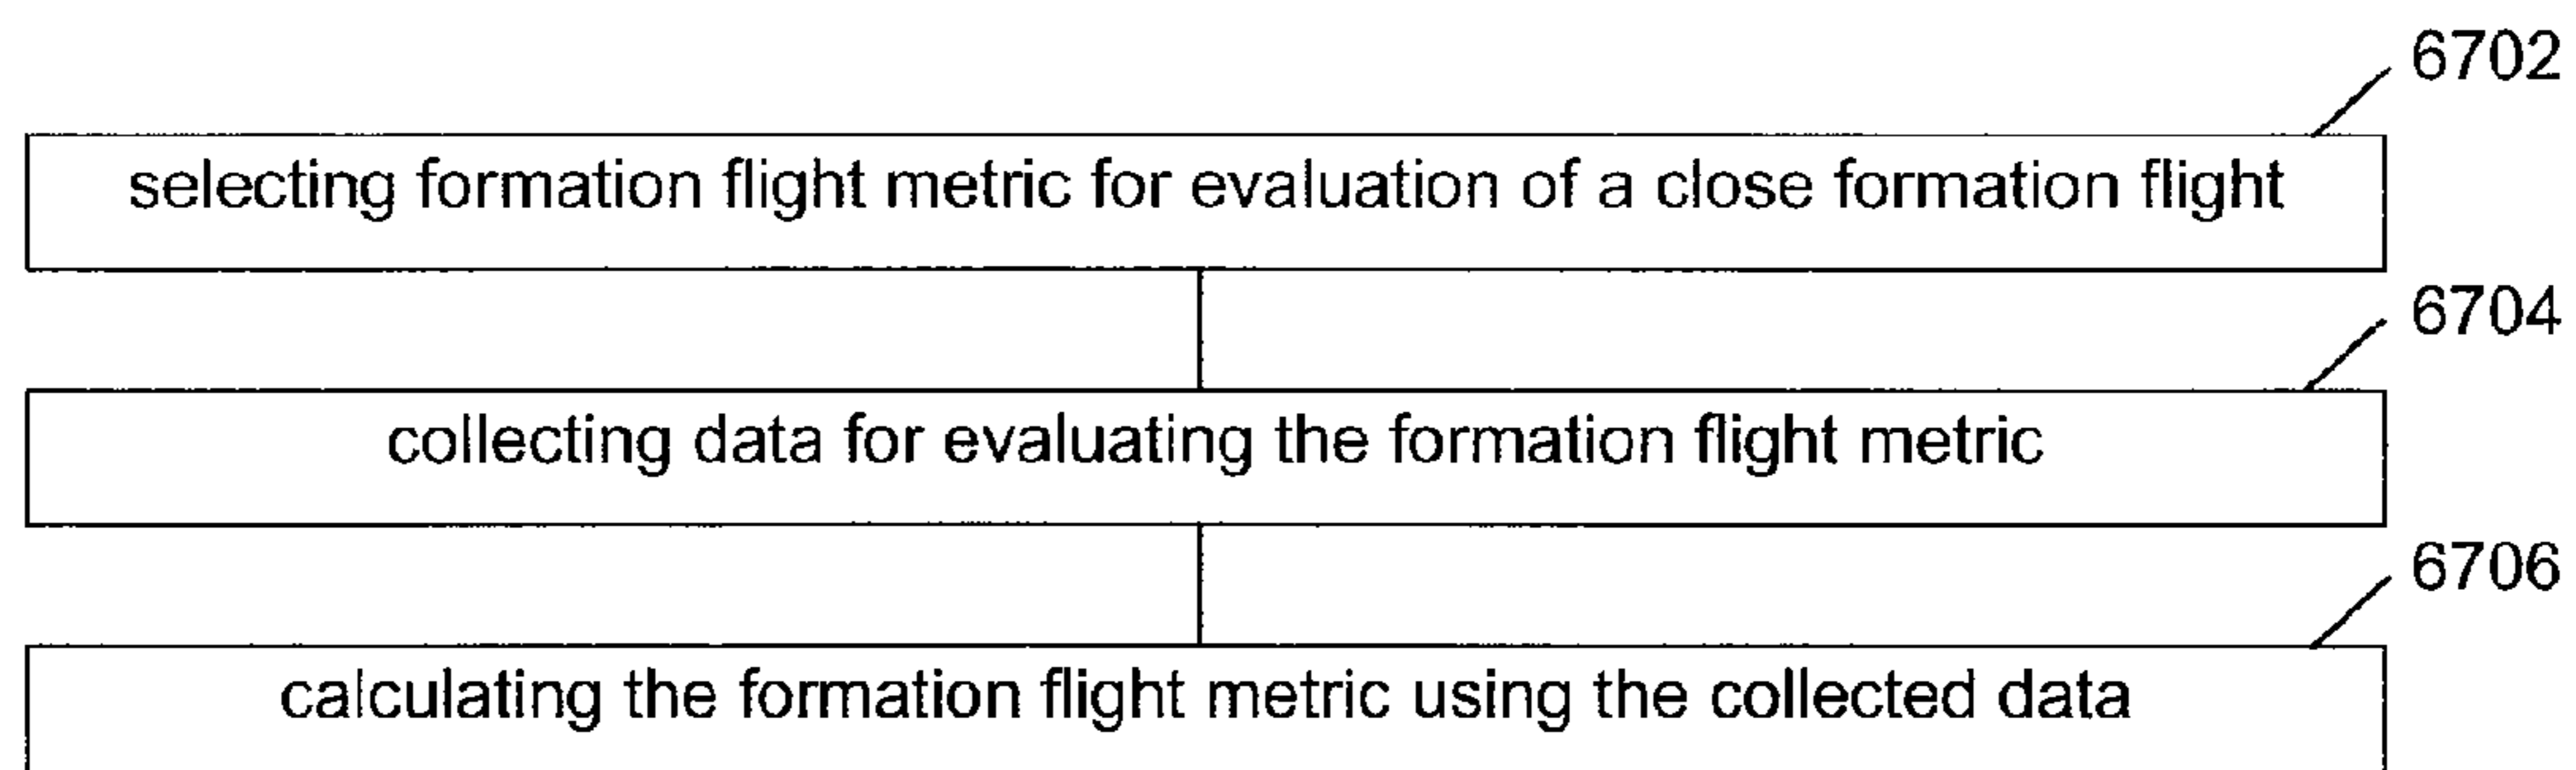 6702
selecting formation flight metric for evaluation of a close formation flight
6704
collecting data for evaluating the formation flight metric
6706
calculating the formation flight metric using the collected data